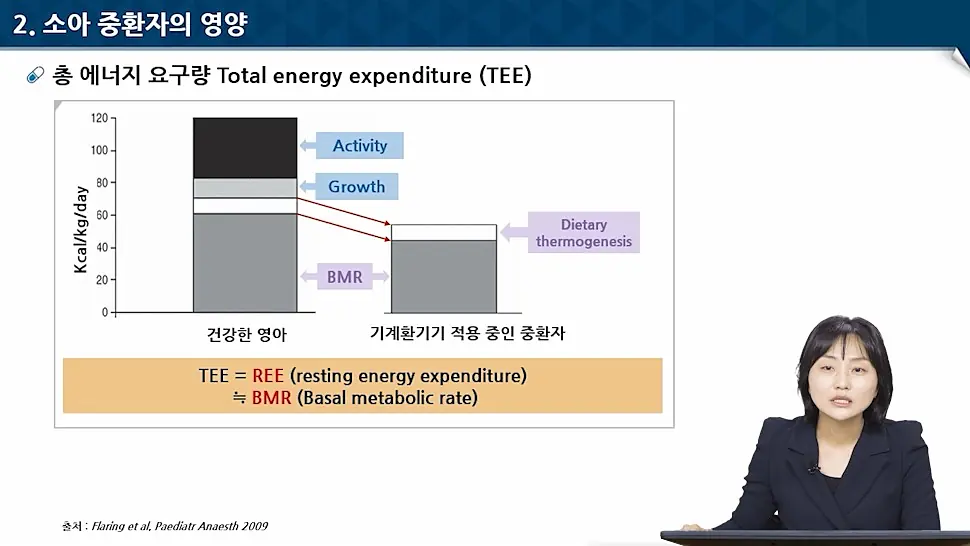 2. 소아 중환자의 영양
총 에너지 요구량 Total energy expenditure (TEE)
Kcal/kg/day
120
100
80
60
40
20
0
Activity
Growth
Dietary
thermogenesis
BMR
건강한 영아
기계환기기 적용 중인 중환자
TEE = REE (resting energy expenditure)
≒ BMR (Basal metabolic rate)
출처 : Flaring et al, Paediatr Anaesth 2009